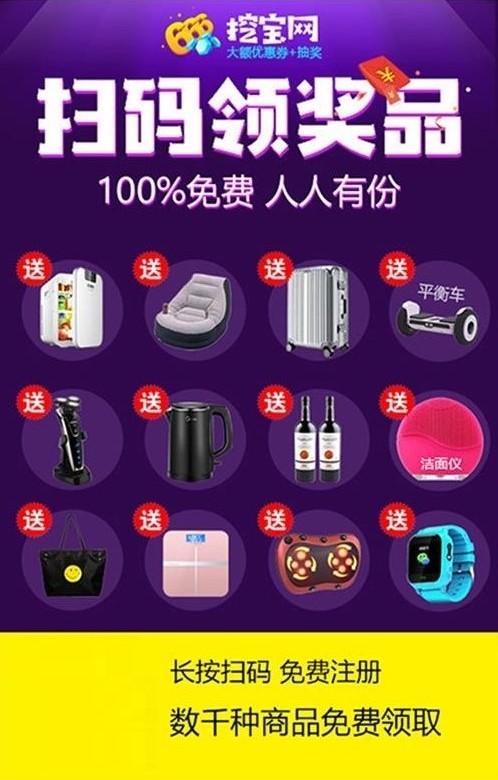 666 挖宝网
大额优惠券+抽奖
扫码领奖品
100%免费 人人有份
送 送 送 送
平衡车
送 送 送 送
洁面仪
送 送 送 送
长按扫码 免费注册
数千种商品免费领取